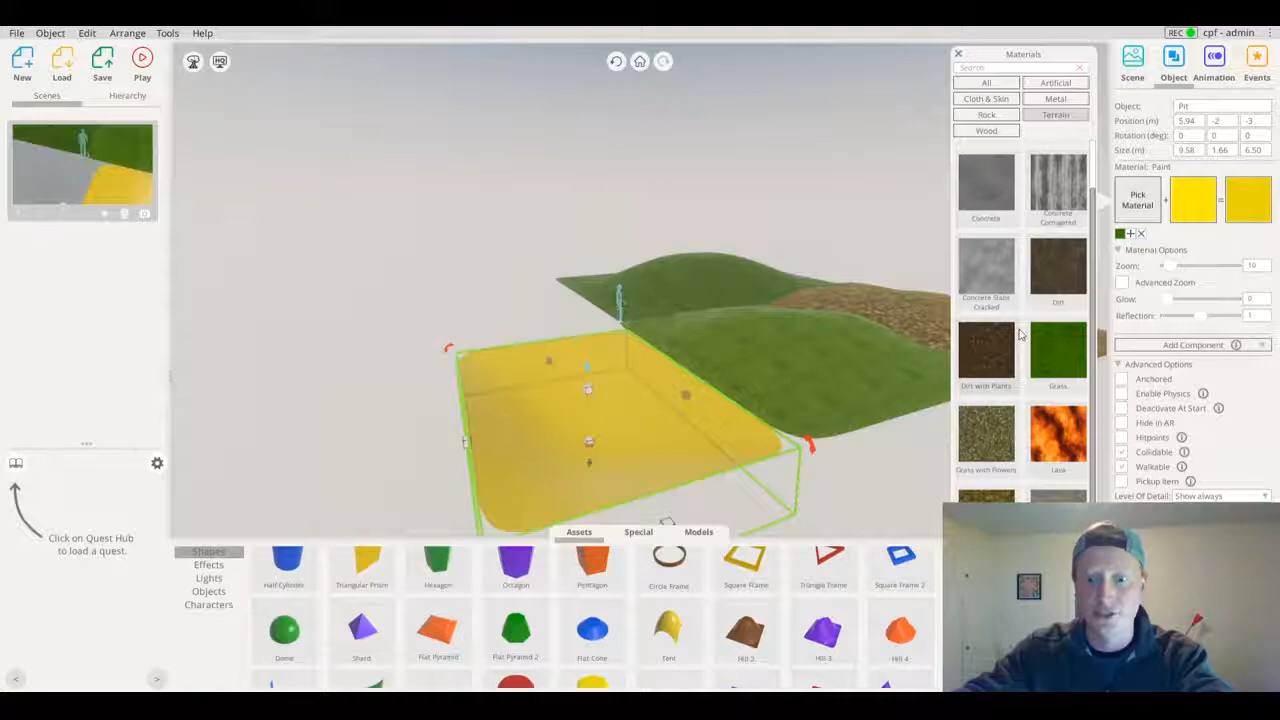 File Object Edit Arrange Tools Help
REC cpf - admin
New Load Save Play
Scenes Hierarchy
Materials
Search
All Artificial
Cloth & Skin Metal
Rock Terrain
Wood
Concrete Concrete Corrugated
Concrete Slabs Cracked Dirt
Dirt with Plants Grass
Grass with Flowers Lava
Scene Object Animation Events
Object: Pit
Position (m) 5.94 -2 -3
Rotation (deg): 0 0 0
Size (m) 9.58 1.66 6.50
Material: Paint
Pick Material + =
Material Options
Zoom: 10
Advanced Zoom
Glow: 0
Reflection: 1
Add Component
Advanced Options
Anchored
Enable Physics
Deactivate At Start
Hide in AR
Hitpoints
Collidable
Walkable
Pickup Item
Level Of Detail: Show always
Click on Quest Hub
to load a quest.
Assets Special Models
Shapes
Effects
Lights
Objects
Characters
Half Cylinder Triangular Prism Hexagon Octagon Pentagon Circle Frame Square Frame Triangle Frame Square Frame 2
Dome Shard Flat Pyramid Flat Pyramid 2 Flat Cone Tent Hill 2 Hill 3 Hill 4
< >